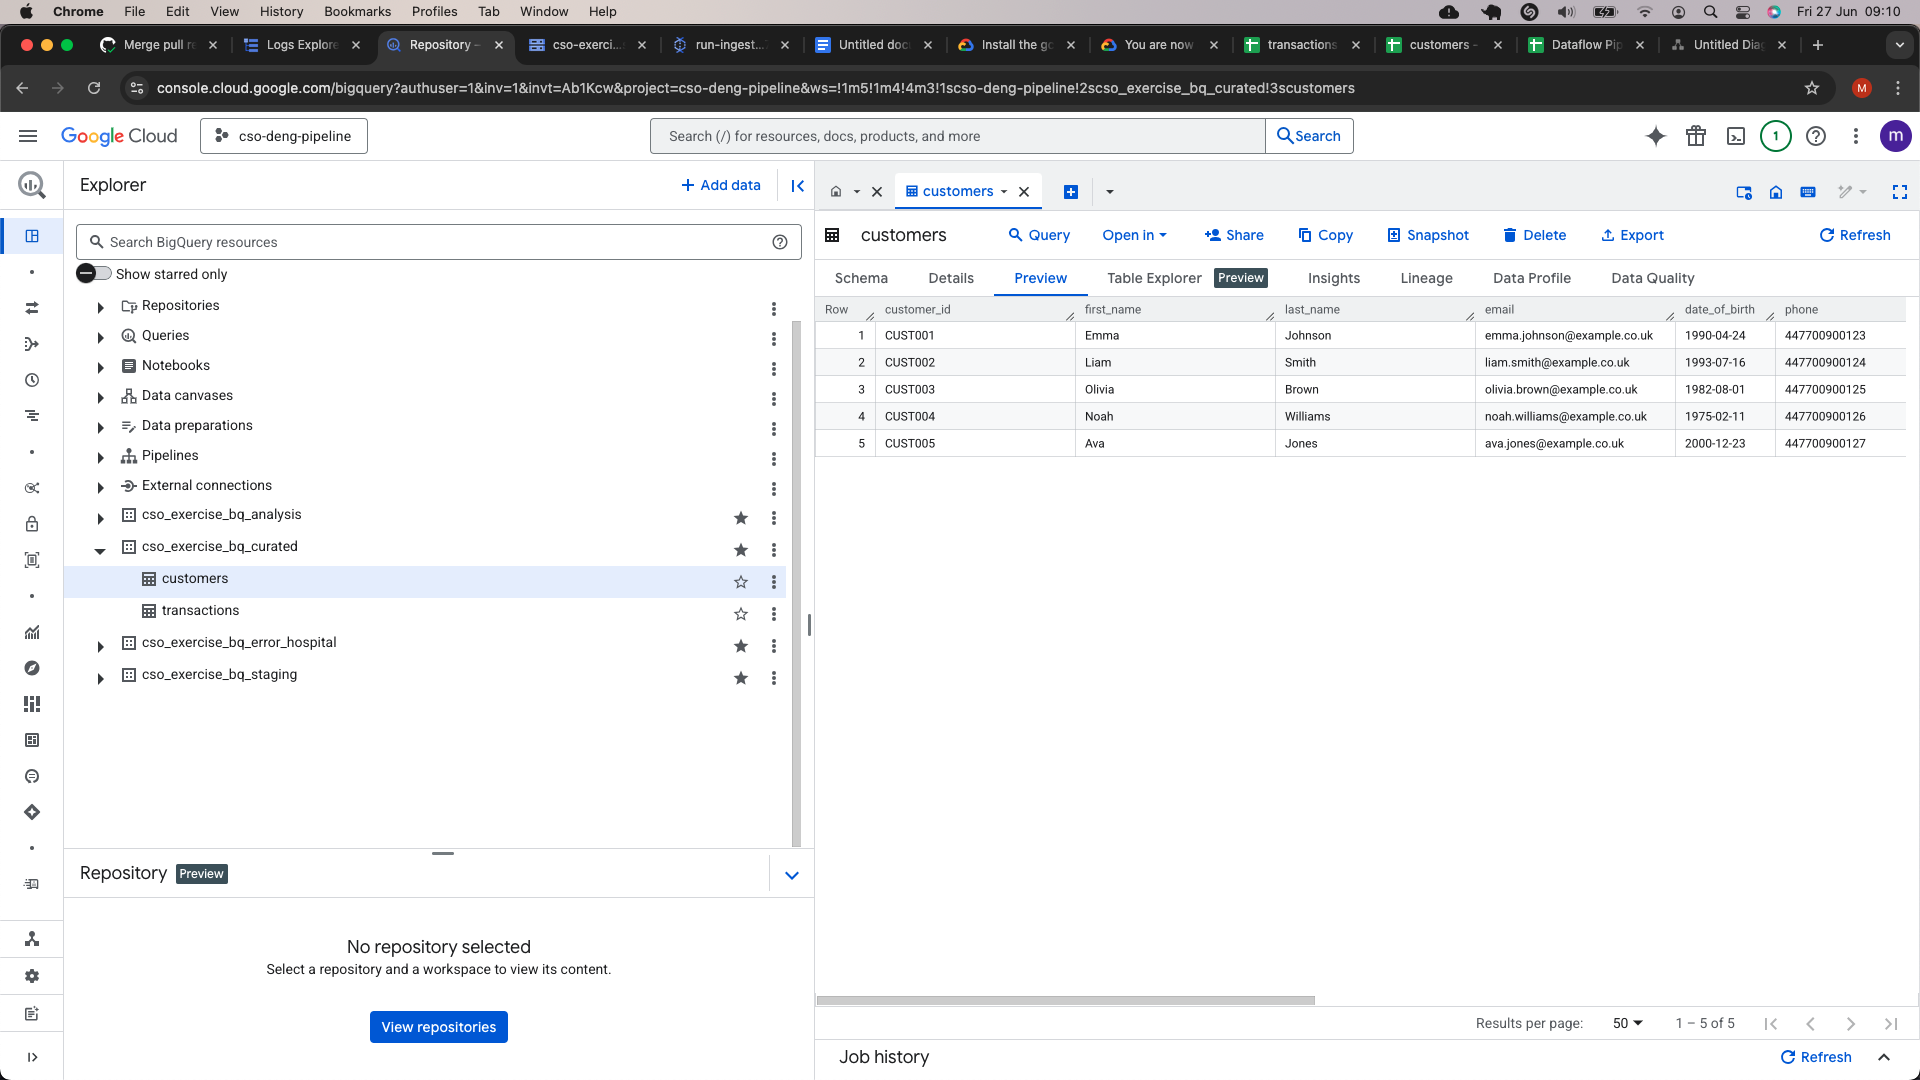 Chrome File Edit View History Bookmarks Profiles Tab Window Help Fri 27 Jun 09:10
Merge pull re Logs Explore Repository – cso-exerci... run-ingest... Untitled doc Install the gc You are now transactions customers - Dataflow Pip Untitled Diag
console.cloud.google.com/bigquery?authuser=1&inv=1&invt=Ab1Kcw&project=cso-deng-pipeline&ws=!1m5!1m4!4m3!1scso-deng-pipeline!2scso_exercise_bq_curated!3scustomers M
Google Cloud cso-deng-pipeline Search (/) for resources, docs, products, and more Search 1 m
Explorer + Add data
Search BigQuery resources
Show starred only
Repositories
Queries
Notebooks
Data canvases
Data preparations
Pipelines
External connections
cso_exercise_bq_analysis
cso_exercise_bq_curated
customers
transactions
cso_exercise_bq_error_hospital
cso_exercise_bq_staging
Repository Preview
No repository selected
Select a repository and a workspace to view its content.
View repositories
customers
customers Query Open in Share Copy Snapshot Delete Export Refresh
Schema Details Preview Table Explorer Preview Insights Lineage Data Profile Data Quality
Row customer_id first_name last_name email date_of_birth phone
1 CUST001 Emma Johnson emma.johnson@example.co.uk 1990-04-24 447700900123
2 CUST002 Liam Smith liam.smith@example.co.uk 1993-07-16 447700900124
3 CUST003 Olivia Brown olivia.brown@example.co.uk 1982-08-01 447700900125
4 CUST004 Noah Williams noah.williams@example.co.uk 1975-02-11 447700900126
5 CUST005 Ava Jones ava.jones@example.co.uk 2000-12-23 447700900127
Results per page: 50 1 – 5 of 5
Job history Refresh